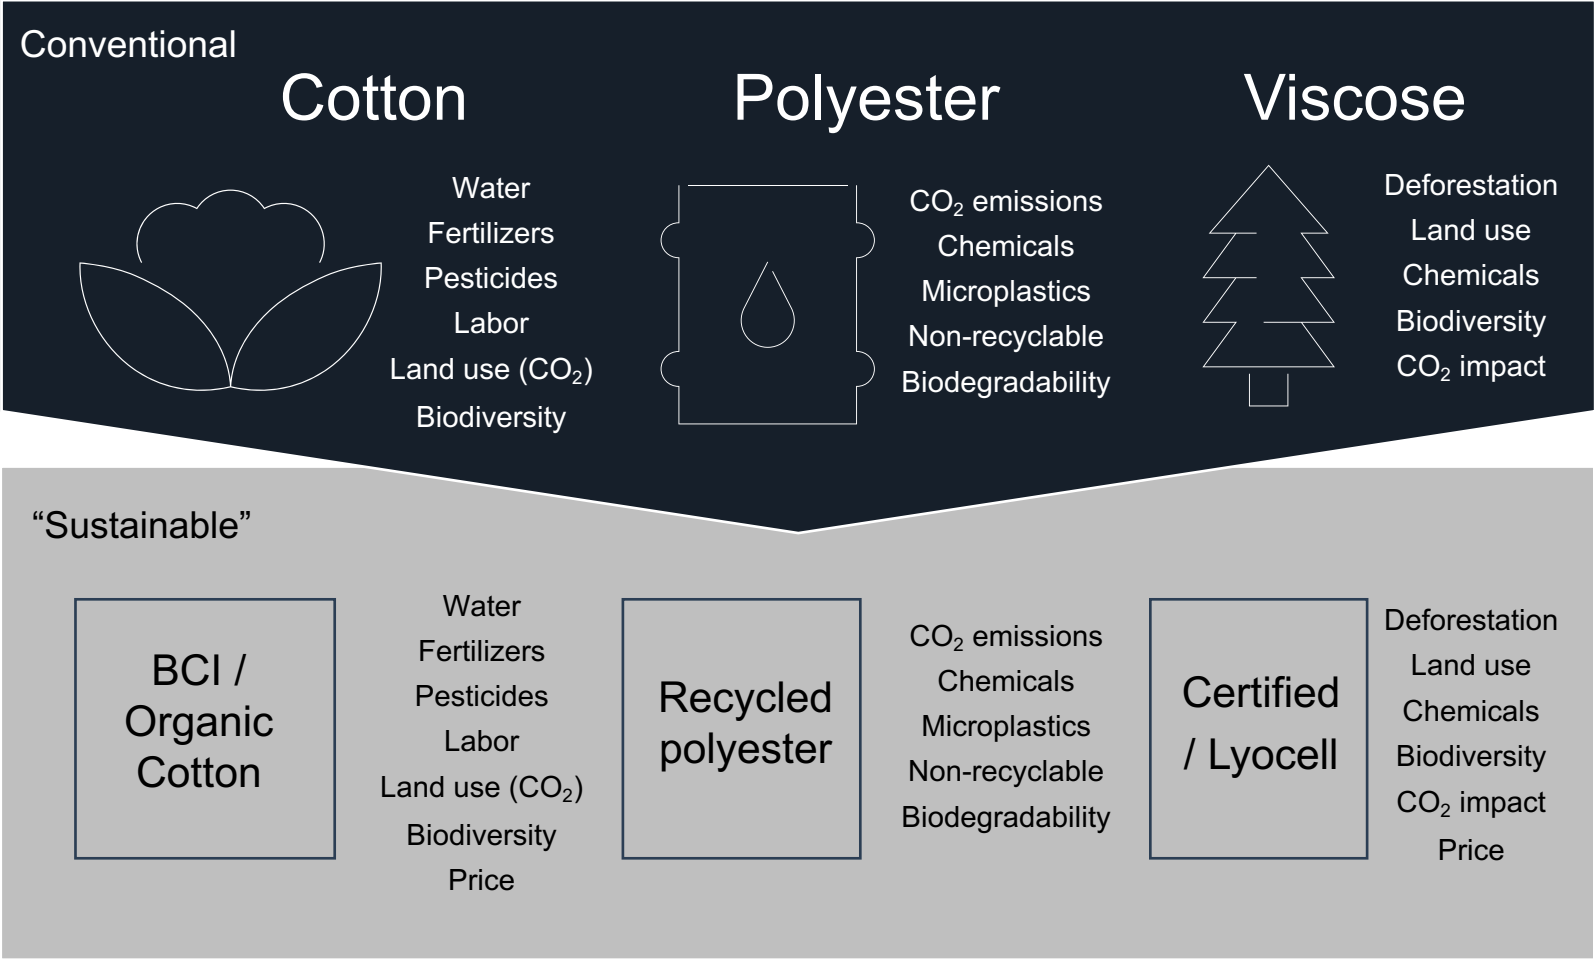 Conventional
Cotton
Water
Fertilizers
Pesticides
Labor
Land use (CO₂)
Biodiversity
Polyester
CO₂ emissions
Chemicals
Microplastics
Non-recyclable
Biodegradability
Viscose
Deforestation
Land use
Chemicals
Biodiversity
CO₂ impact
“Sustainable”
BCI /
Organic
Cotton
Water
Fertilizers
Pesticides
Labor
Land use (CO₂)
Biodiversity
Price
Recycled
polyester
CO₂ emissions
Chemicals
Microplastics
Non-recyclable
Biodegradability
Certified
/ Lyocell
Deforestation
Land use
Chemicals
Biodiversity
CO₂ impact
Price